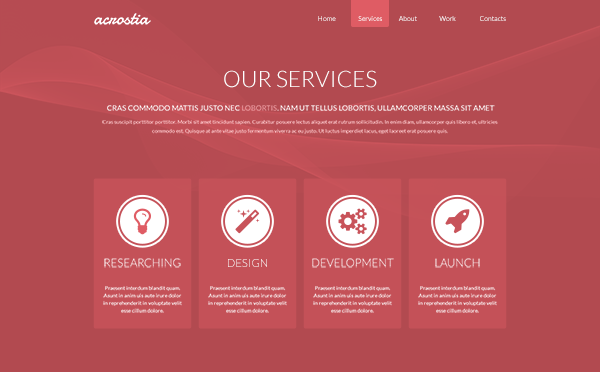 acrostia
Home Services About Work Contacts
OUR SERVICES
CRAS COMMODO MATTIS JUSTO NEC LOBORTIS. NAM UT TELLUS LOBORTIS, ULLAMCORPER MASSA SIT AMET
Cras suscipit porttitor porttitor. Morbi sit amet tincidunt sapien. Curabitur posuere lectus aliquet erat rutrum sollicitudin. In enim diam, ullamcorper quis libero et, ultricies
commodo est. Quisque at ante vitae justo fermentum viverra ac eu justo. Ut luctus imperdiet lacus, eget laoreet erat posuere quis.
RESEARCHING
Praesent interdum blandit quam.
Asunt in anim uis aute irure dolor
in reprehenderit in voluptate velit
esse cillum dolore.
DESIGN
Praesent interdum blandit quam.
Asunt in anim uis aute irure dolor
in reprehenderit in voluptate velit
esse cillum dolore.
DEVELOPMENT
Praesent interdum blandit quam.
Asunt in anim uis aute irure dolor
in reprehenderit in voluptate velit
esse cillum dolore.
LAUNCH
Praesent interdum blandit quam.
Asunt in anim uis aute irure dolor
in reprehenderit in voluptate velit
esse cillum dolore.